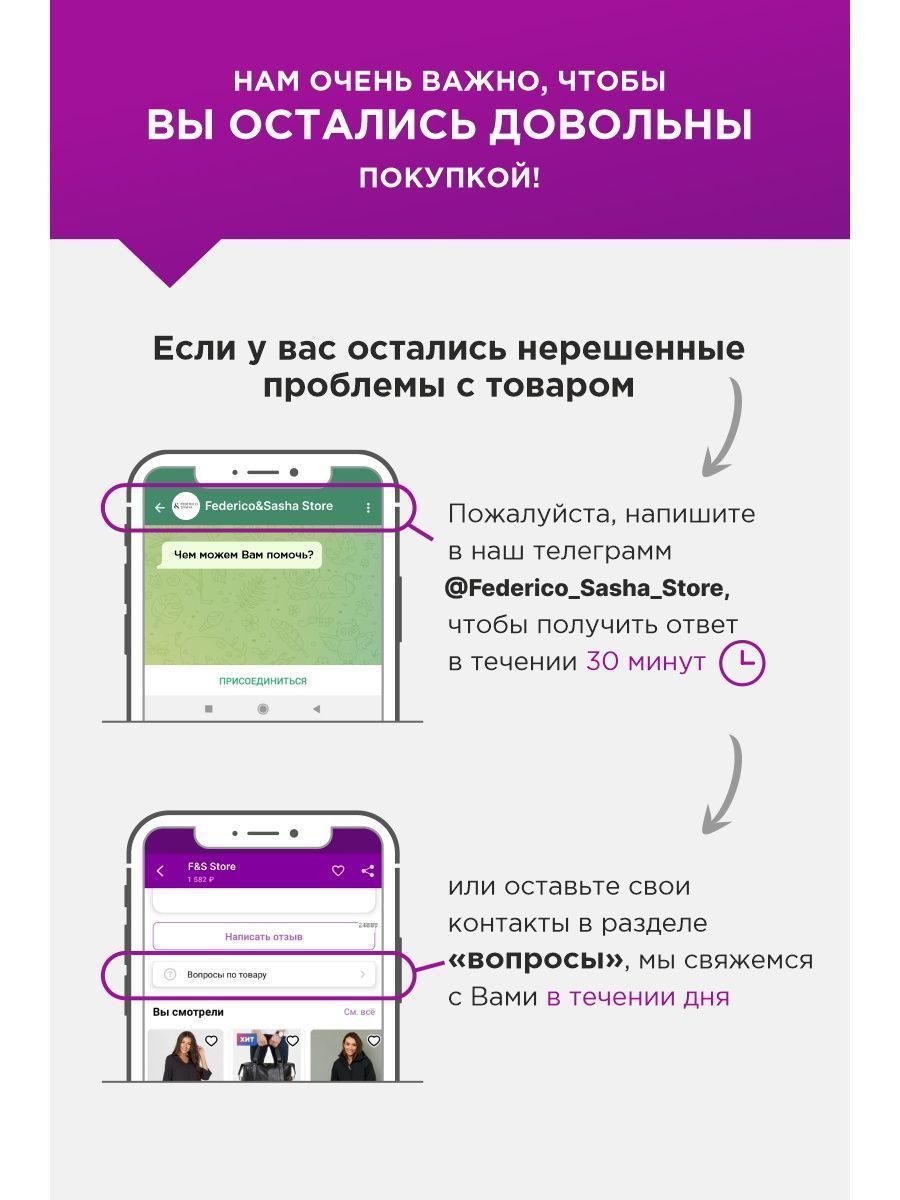 НАМ ОЧЕНЬ ВАЖНО, ЧТОБЫ
ВЫ ОСТАЛИСЬ ДОВОЛЬНЫ
ПОКУПКОЙ!
Если у вас остались нерешенные
проблемы с товаром
Federico&Sasha Store
Чем можем Вам помочь?
ПРИСОЕДИНИТЬСЯ
Пожалуйста, напишите
в наш телеграмм
@Federico_Sasha_Store,
чтобы получить ответ
в течении 30 минут
F&S Store
1 582 ₽
Написать отзыв
Вопросы по товару
Вы смотрели
См. всё
ХИТ
или оставьте свои
контакты в разделе
«вопросы», мы свяжемся
с Вами в течении дня